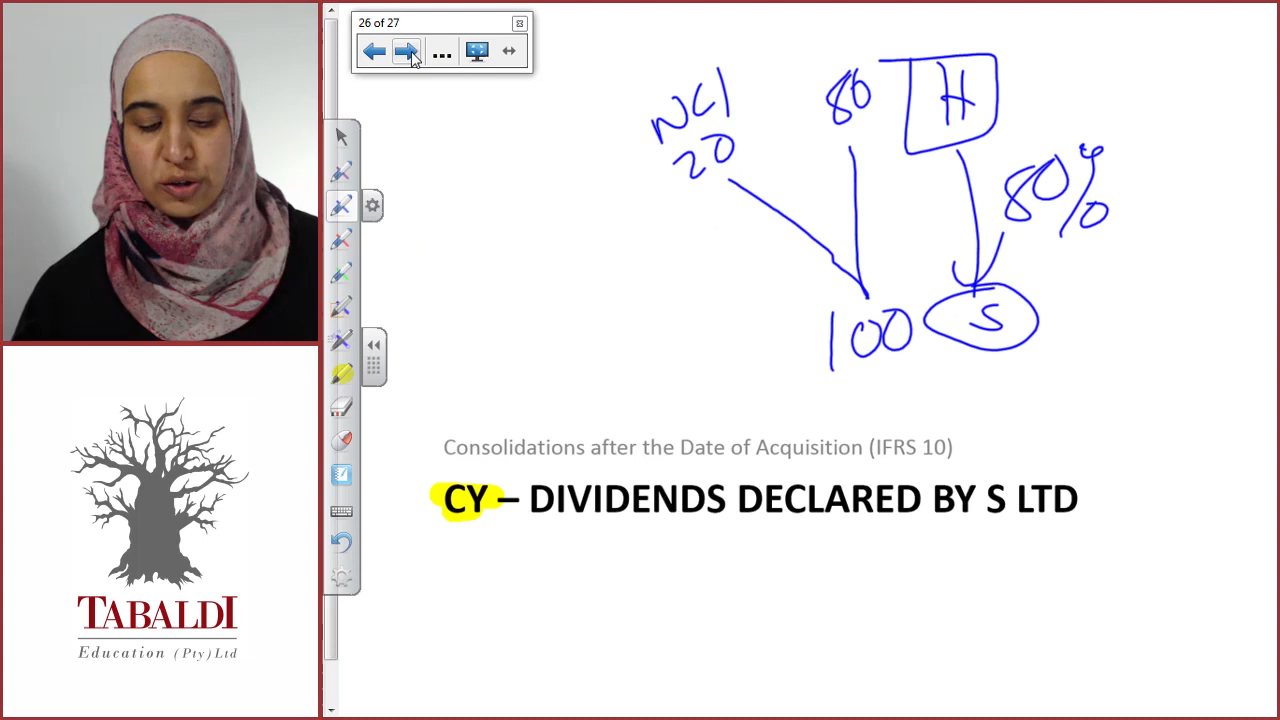 26 of 27
NCI
20
80
H
80%
100
S
Consolidations after the Date of Acquisition (IFRS 10)
CY – DIVIDENDS DECLARED BY S LTD
TABALDI
Education (Pty) Ltd